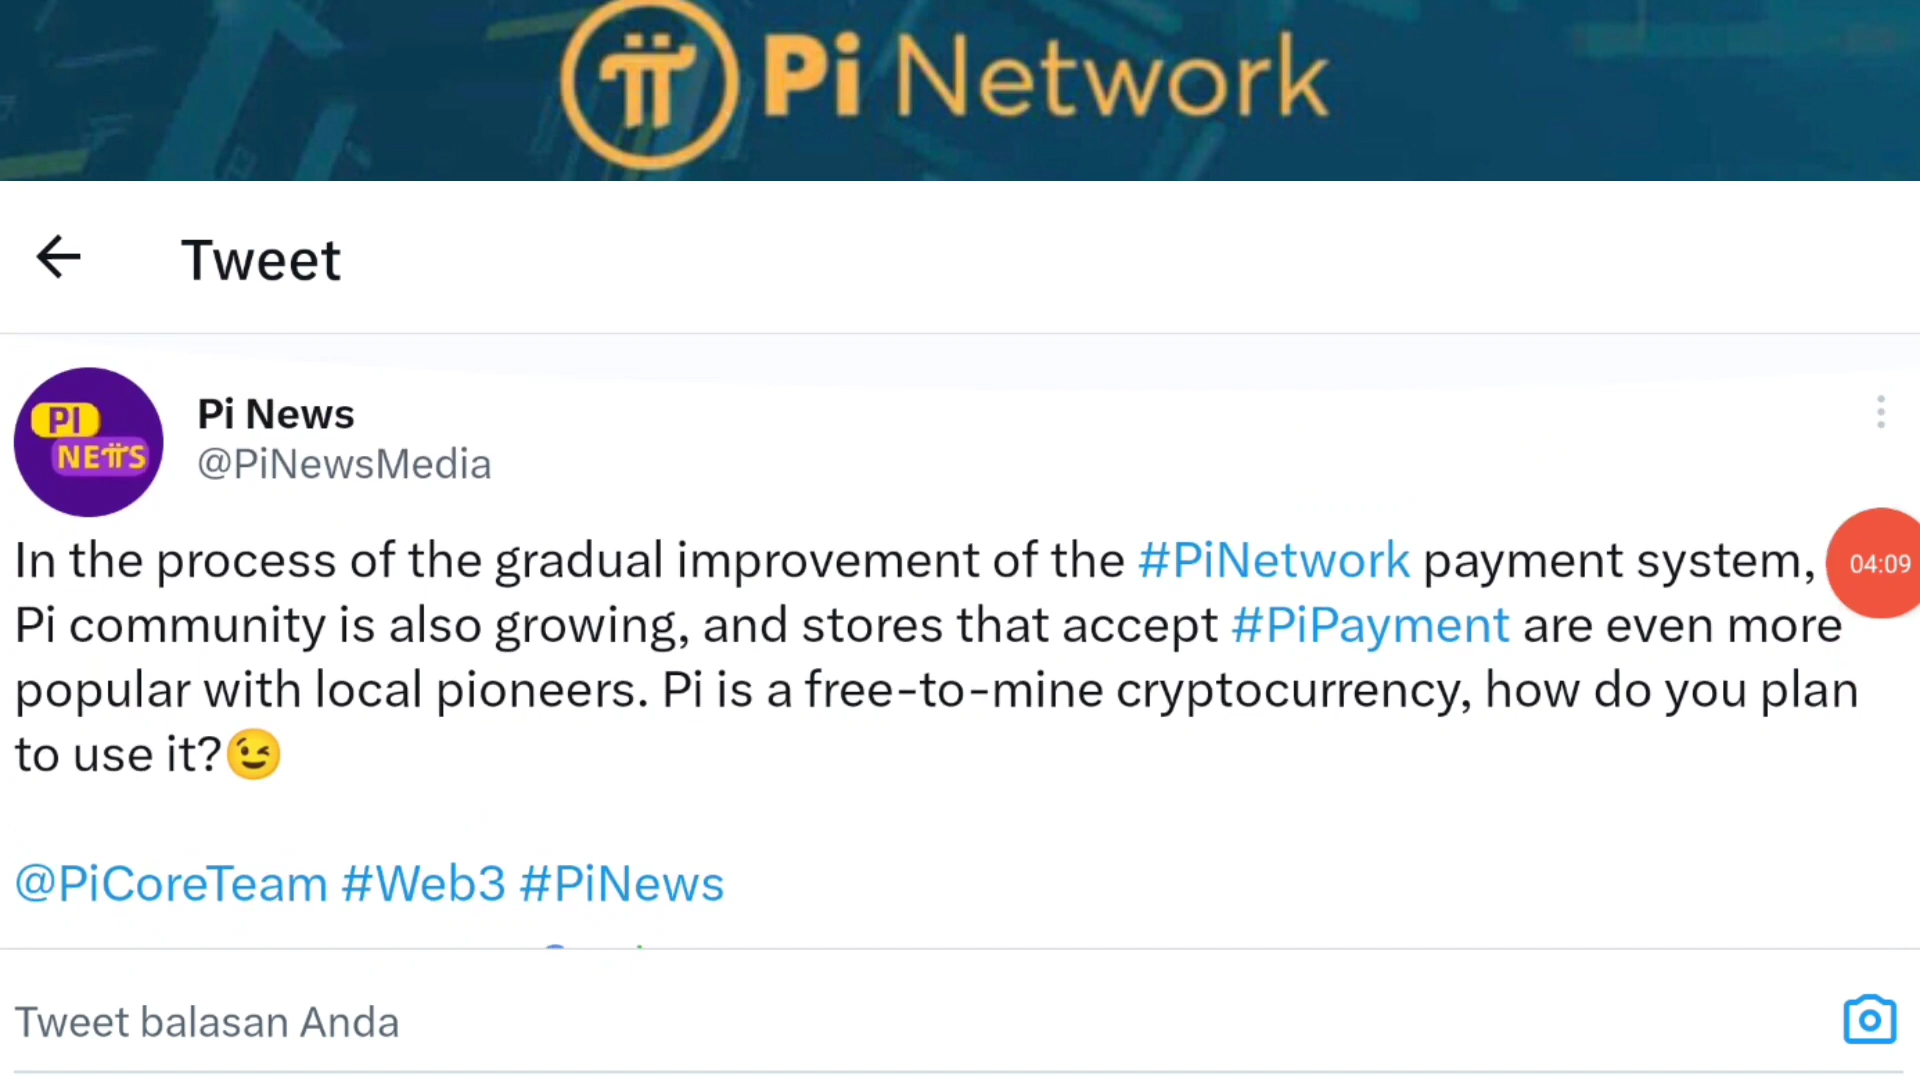 Pi Network
Tweet
PI
NEWS
Pi News
@PiNewsMedia
In the process of the gradual improvement of the #PiNetwork payment system,
04:09
Pi community is also growing, and stores that accept #PiPayment are even more
popular with local pioneers. Pi is a free-to-mine cryptocurrency, how do you plan
to use it?😉
@PiCoreTeam #Web3 #PiNews
Tweet balasan Anda